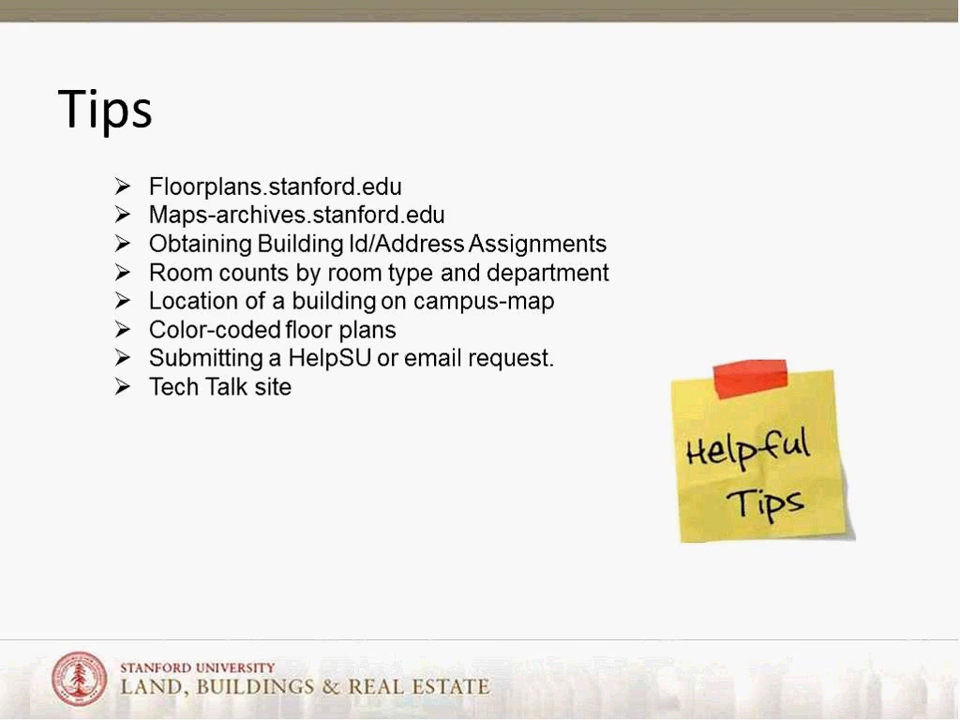 Tips
Floorplans.stanford.edu
Maps-archives.stanford.edu
Obtaining Building Id/Address Assignments
Room counts by room type and department
Location of a building on campus-map
Color-coded floor plans
Submitting a HelpSU or email request.
Tech Talk site
Helpful
Tips
STANFORD UNIVERSITY
LAND, BUILDINGS & REAL ESTATE